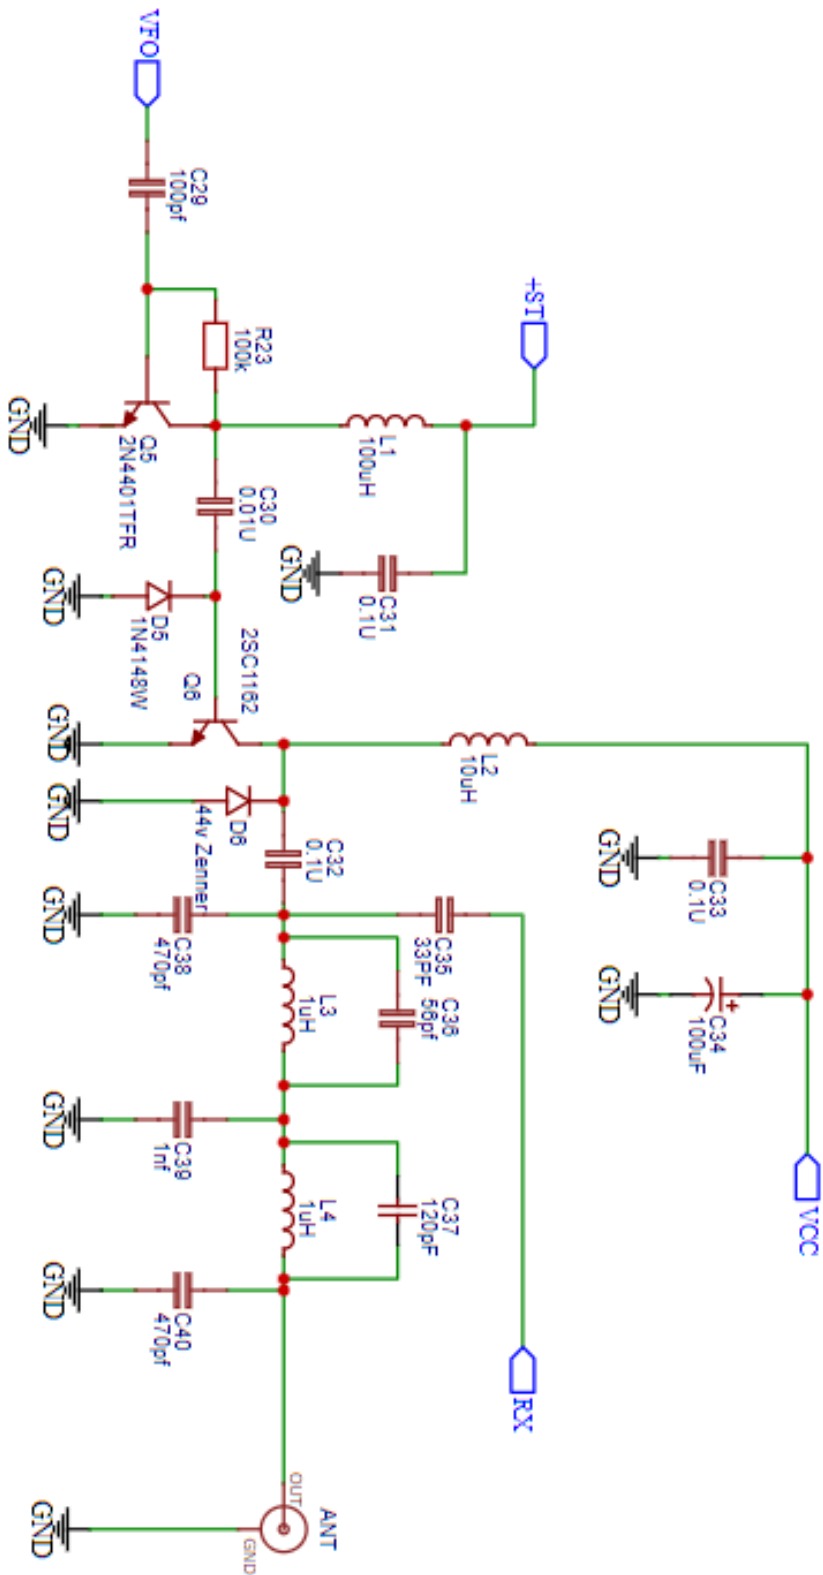 VFO
C29
100pf
R23
100k
Q5
2N4401TFR
GND
+ST
L1
100uH
C31
0.1U
GND
C30
0.01U
D5
1N4148W
GND
Q6
2SC1162
GND
L2
10uH
D6
44v Zenner
GND
C32
0.1U
C33
0.1U
GND
C34
100uF
+
GND
VCC
C35
33PF
RX
C38
470pf
GND
L3
1uH
C36
56pf
C39
1nf
GND
L4
1uH
C37
120pF
C40
470pf
GND
ANT
OUT
GND
GND